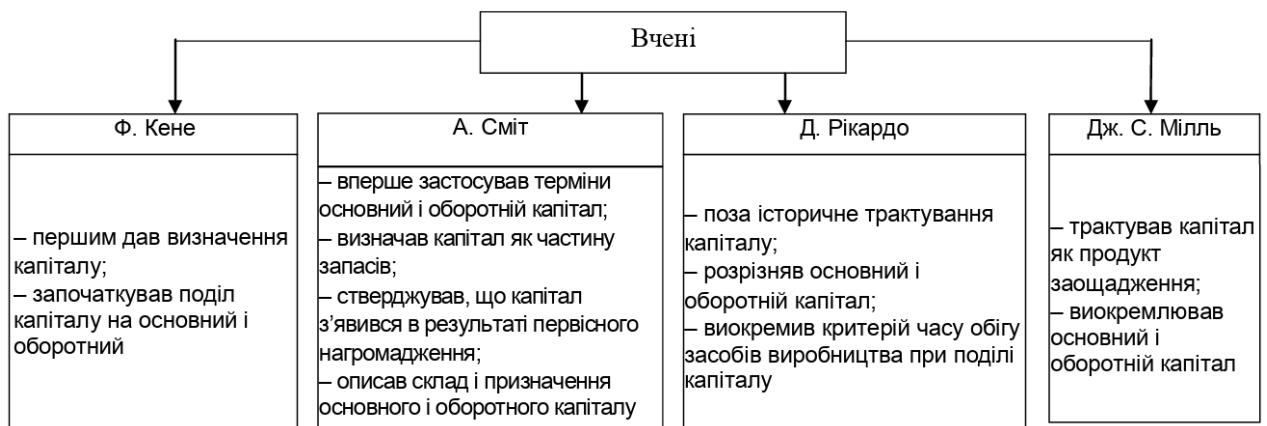 Вчені
Ф. Кене
– першим дав визначення
капіталу;
– започаткував поділ
капіталу на основний і
оборотний
А. Сміт
– вперше застосував терміни
основний і оборотній капітал;
– визначав капітал як частину
запасів;
– стверджував, що капітал
з’явився в результаті первісного
нагромадження;
– описав склад і призначення
основного і оборотного капіталу
Д. Рікардо
– поза історичне трактування
капіталу;
– розрізняв основний і
оборотній капітал;
– виокремив критерій часу обігу
засобів виробництва при поділі
капіталу
Дж. С. Мілль
– трактував капітал
як продукт
заощадження;
– виокремлював
основний і
оборотній капітал